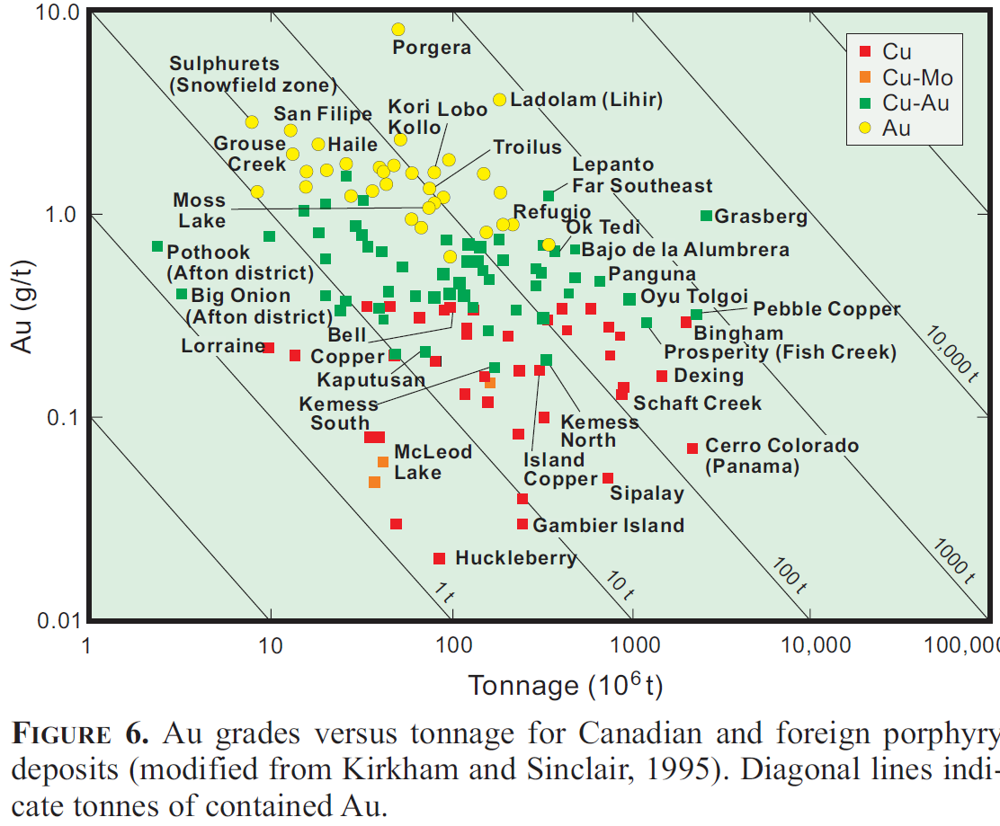 10.0
1.0
0.1
0.01
Au (g/t)
Porgera
Sulphurets
(Snowfield zone)
San Filipe
Kori
Kollo
Lobo
Ladolam (Lihir)
Grouse
Creek
Haile
Troilus
Lepanto
Far Southeast
Moss
Lake
Refugio
Grasberg
Ok Tedi
Pothook
(Afton district)
Bajo de la Alumbrera
Panguna
Big Onion
(Afton district)
Oyu Tolgoi
Pebble Copper
Lorraine
Bell
Copper
Bingham
Prosperity (Fish Creek)
Kaputusan
Dexing
Kemess
South
Schaft Creek
Kemess
North
McLeod
Lake
Island
Copper
Cerro Colorado
(Panama)
Sipalay
Gambier Island
Huckleberry
1 t
10 t
100 t
1000 t
10,000 t
Cu
Cu-Mo
Cu-Au
Au
1
10
100
1000
10,000
100,000
Tonnage (10⁶ t)
FIGURE 6. Au grades versus tonnage for Canadian and foreign porphyry
deposits (modified from Kirkham and Sinclair, 1995). Diagonal lines indi-
cate tonnes of contained Au.